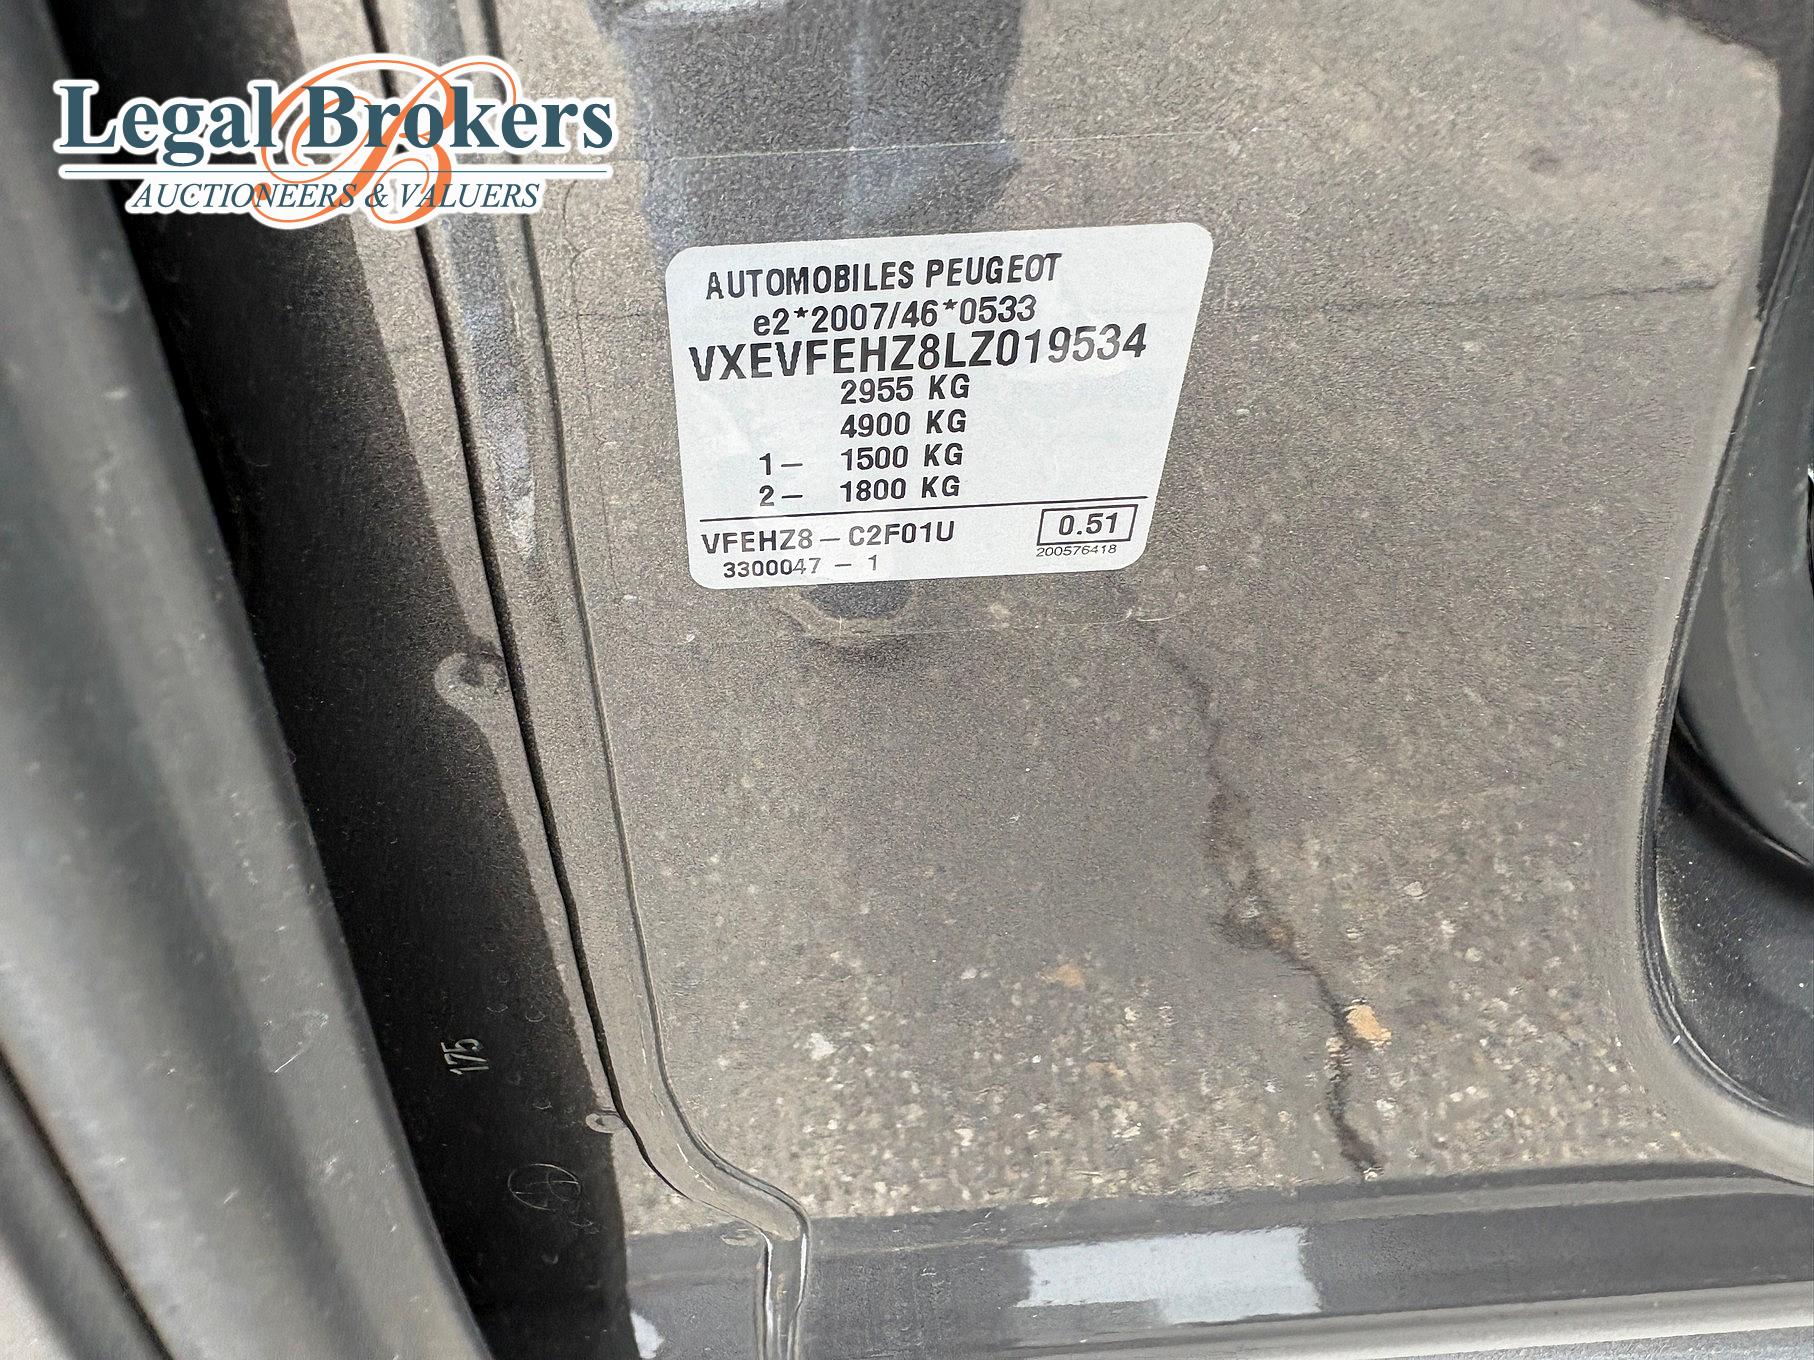 Legal Brokers
AUCTIONEERS & VALUERS
AUTOMOBILES PEUGEOT
e2*2007/46*0533
VXEVFEHZ8LZ019534
2955 KG
4900 KG
1– 1500 KG
2– 1800 KG
VFEHZ8–C2F01U
0.51
200576418
3300047 – 1
175